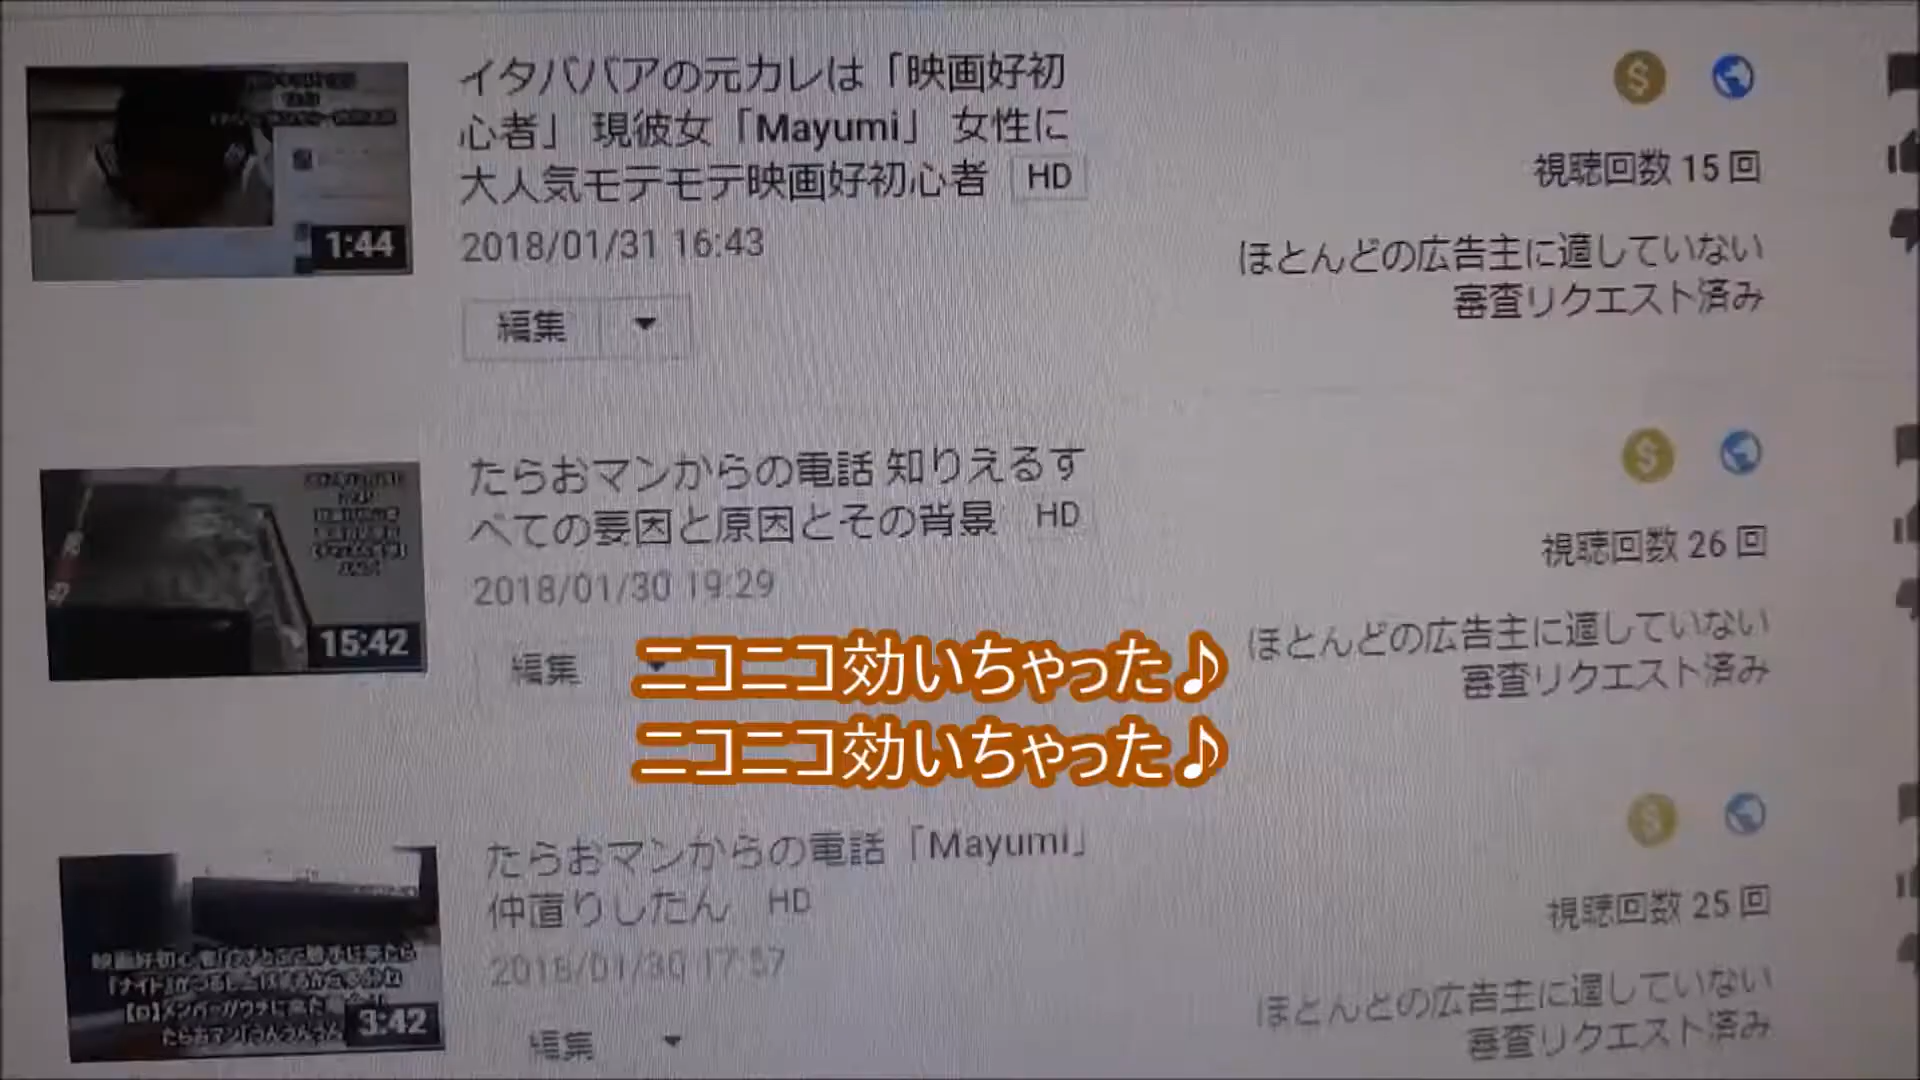 イタババアの元カレは「映画好初
心者」 現彼女「Mayumi」 女性に
大人気モテモテ映画好初心者 HD
2018/01/31 16:43
1:44
編集
視聴回数 15 回
ほとんどの広告主に適していない
審査リクエスト済み
たらおマンからの電話 知りえるす
べての要因と原因とその背景 HD
2018/01/30 19:29
15:42
編集
視聴回数 26 回
ほとんどの広告主に適していない
審査リクエスト済み
ニコニコ効いちゃった♪
ニコニコ効いちゃった♪
たらおマンからの電話「Mayumi」
仲直りしたん HD
2018/01/30 17:57
3:42
編集
視聴回数 25 回
ほとんどの広告主に適していない
審査リクエスト済み